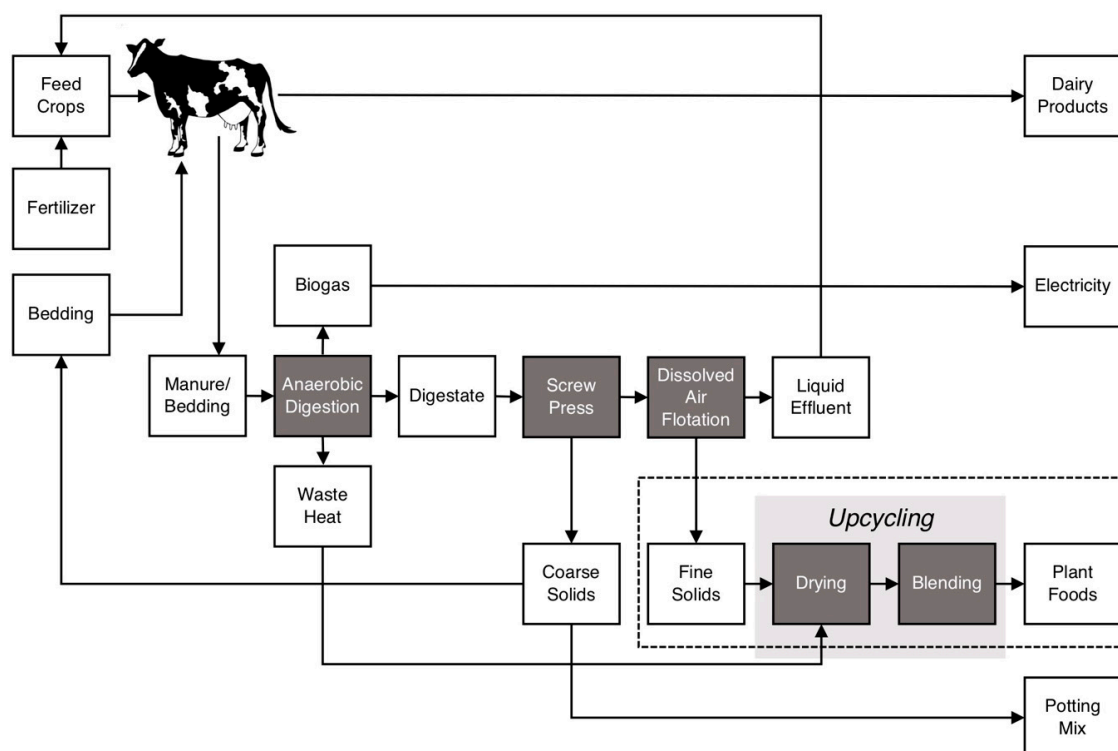 Feed
Crops
Dairy
Products
Fertilizer
Bedding
Biogas
Electricity
Manure/
Bedding
Anaerobic
Digestion
Digestate
Screw
Press
Dissolved
Air
Flotation
Liquid
Effluent
Waste
Heat
Upcycling
Coarse
Solids
Fine
Solids
Drying
Blending
Plant
Foods
Potting
Mix